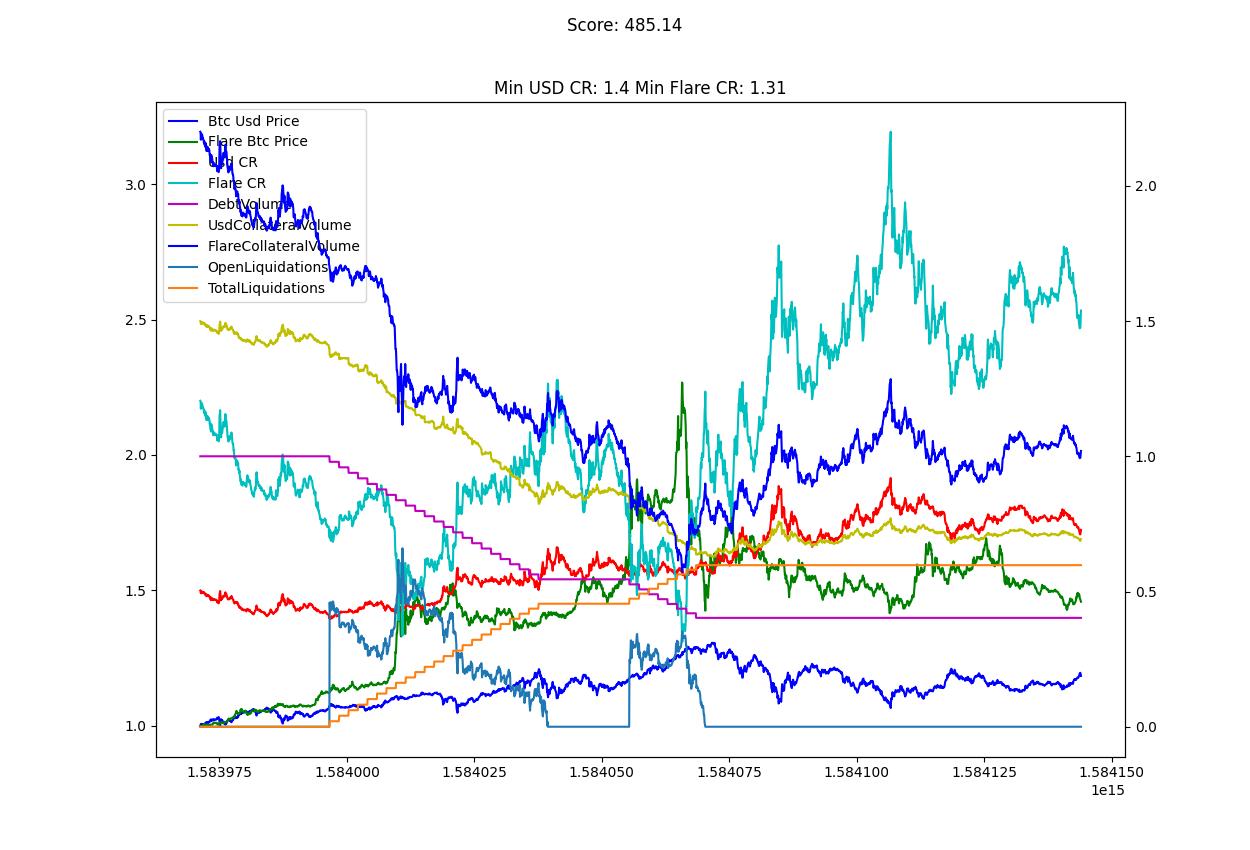 Score: 485.14
Min USD CR: 1.4 Min Flare CR: 1.31
Btc Usd Price
Flare Btc Price
Usd CR
Flare CR
DebtVolume
UsdCollateralVolume
FlareCollateralVolume
OpenLiquidations
TotalLiquidations
3.0
2.5
2.0
1.5
1.0
2.0
1.5
1.0
0.5
0.0
1.583975 1.584000 1.584025 1.584050 1.584075 1.584100 1.584125 1.584150
1e15